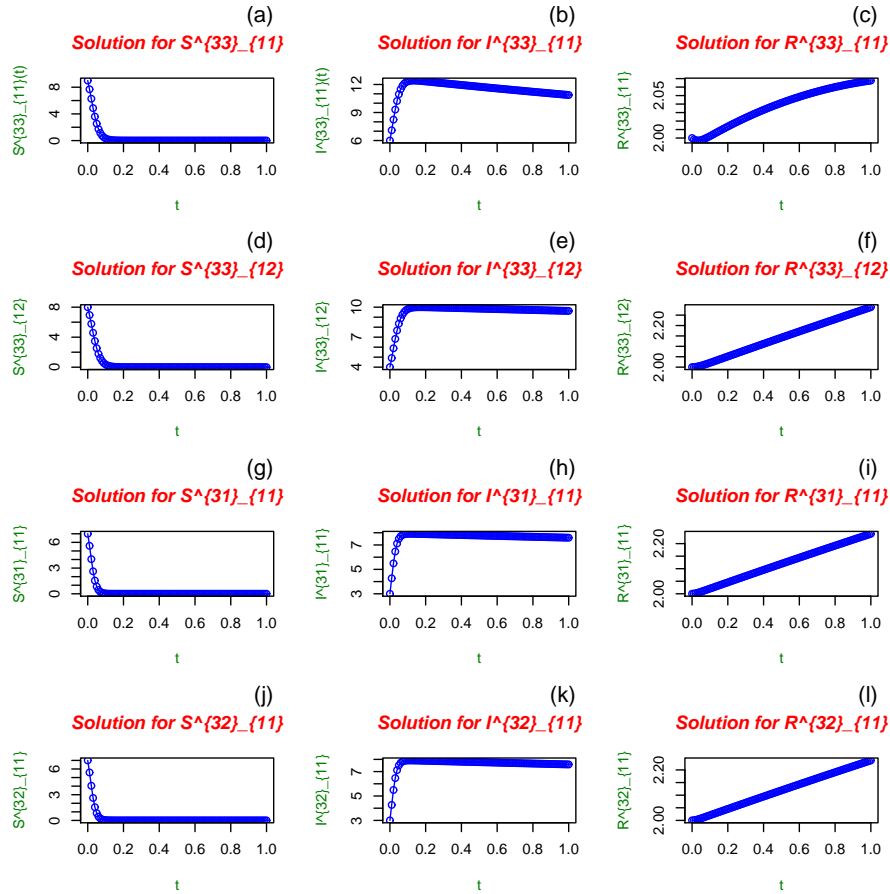 (a)
Solution for S^{33}_{11}
S^{33}_{11}(t)
0 4 8
0.0 0.2 0.4 0.6 0.8 1.0
t
(b)
Solution for I^{33}_{11}
I^{33}_{11}(t)
6 8 10 12
0.0 0.2 0.4 0.6 0.8 1.0
t
(c)
Solution for R^{33}_{11}
R^{33}_{11}
2.00 2.05
0.0 0.2 0.4 0.6 0.8 1.0
t
(d)
Solution for S^{33}_{12}
S^{33}_{12}
0 4 8
0.0 0.2 0.4 0.6 0.8 1.0
t
(e)
Solution for I^{33}_{12}
I^{33}_{12}
4 7 10
0.0 0.2 0.4 0.6 0.8 1.0
t
(f)
Solution for R^{33}_{12}
R^{33}_{12}
2.00 2.20
0.0 0.2 0.4 0.6 0.8 1.0
t
(g)
Solution for S^{31}_{11}
S^{31}_{11}
0 3 6
0.0 0.2 0.4 0.6 0.8 1.0
t
(h)
Solution for I^{31}_{11}
I^{31}_{11}
3 5 7
0.0 0.2 0.4 0.6 0.8 1.0
t
(i)
Solution for R^{31}_{11}
R^{31}_{11}
2.00 2.20
0.0 0.2 0.4 0.6 0.8 1.0
t
(j)
Solution for S^{32}_{11}
S^{32}_{11}
0 3 6
0.0 0.2 0.4 0.6 0.8 1.0
t
(k)
Solution for I^{32}_{11}
I^{32}_{11}
3 5 7
0.0 0.2 0.4 0.6 0.8 1.0
t
(l)
Solution for R^{32}_{11}
R^{32}_{11}
2.00 2.20
0.0 0.2 0.4 0.6 0.8 1.0
t